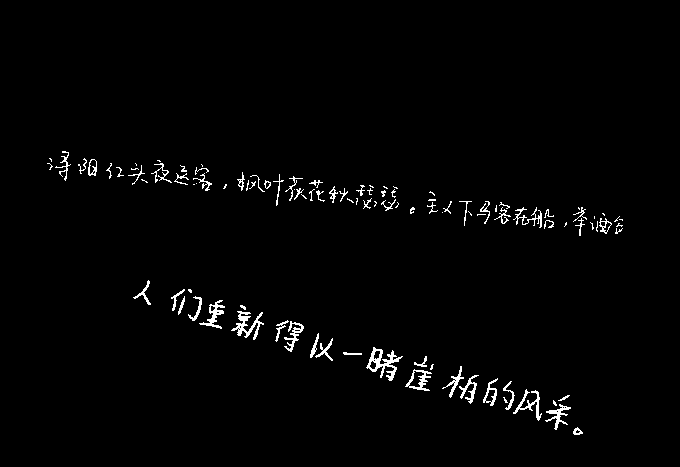 浔阳江头夜送客，枫叶荻花秋瑟瑟。主人下马客在船，举酒
人们重新得以一睹崖柏的风采。